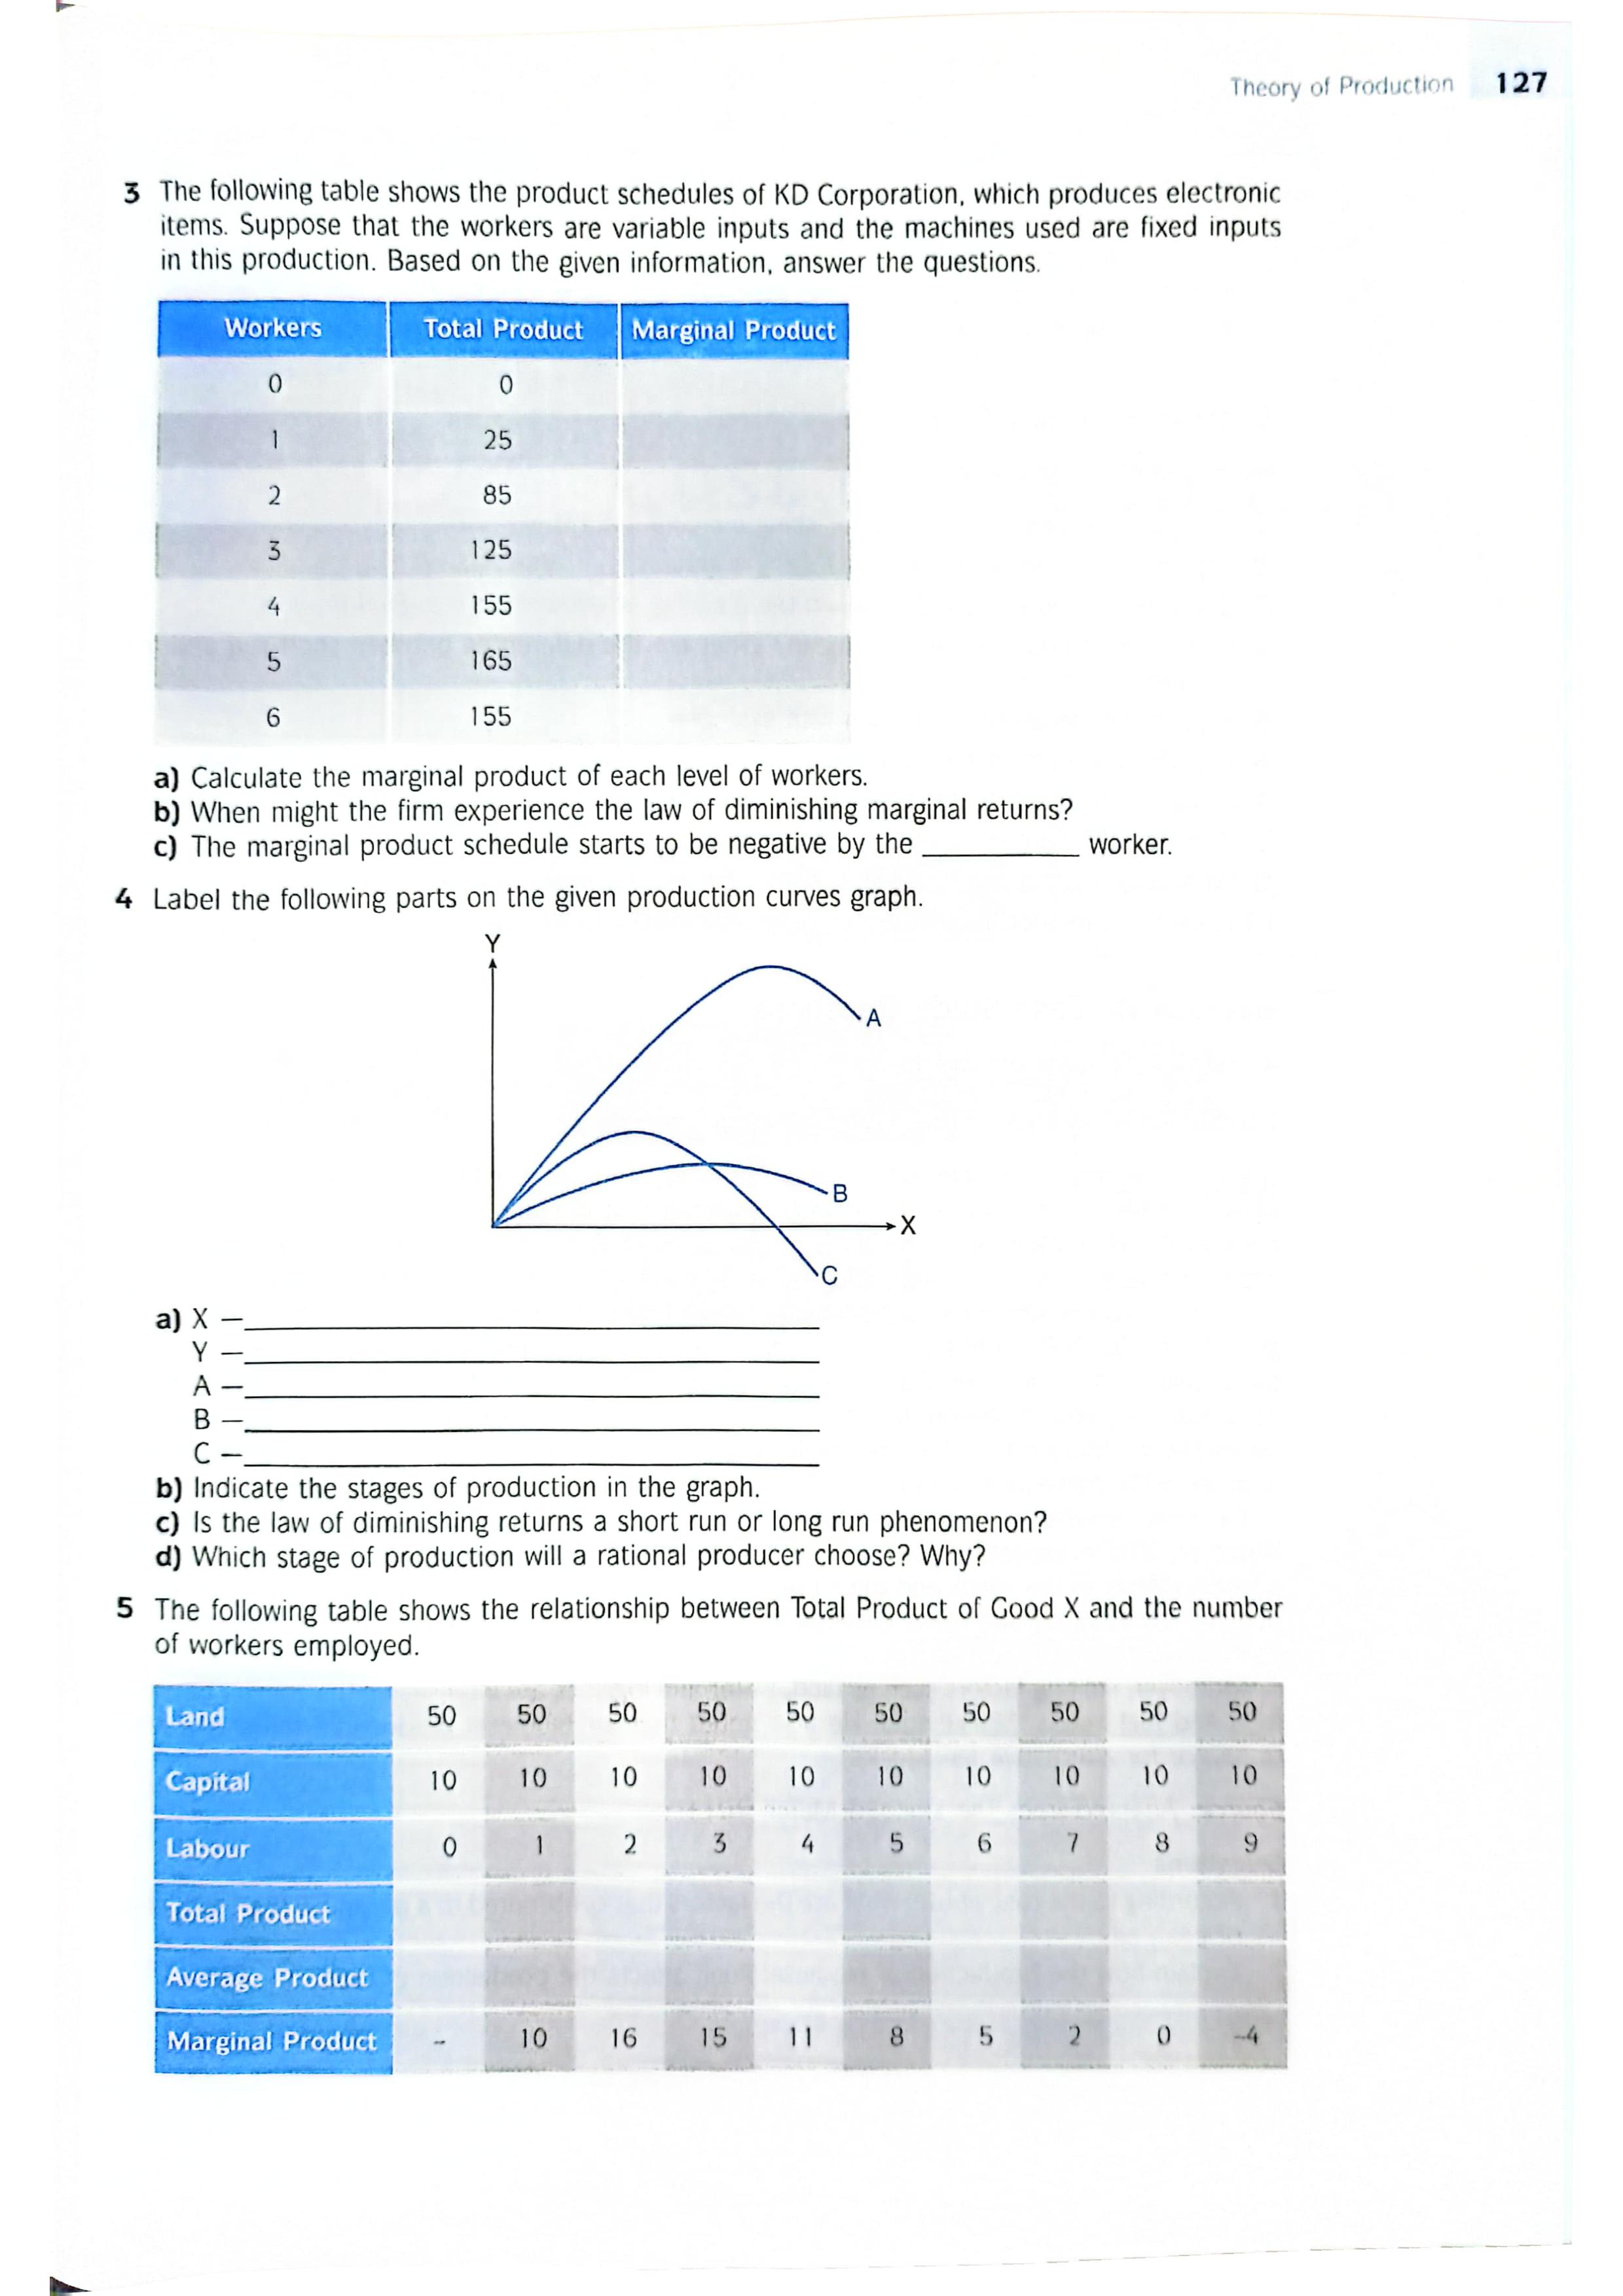 Theory of Production 127
3 The following table shows the product schedules of KD Corporation, which produces electronic
items. Suppose that the workers are variable inputs and the machines used are fixed inputs
in this production. Based on the given information, answer the questions.
Workers Total Product Marginal Product
0 0
1 25
2 85
3 125
4 155
5 165
6 155
a) Calculate the marginal product of each level of workers.
b) When might the firm experience the law of diminishing marginal returns?
c) The marginal product schedule starts to be negative by the __________ worker.
4 Label the following parts on the given production curves graph.
Y
A
B
X
C
a) X —
Y —
A —
B —
C —
b) Indicate the stages of production in the graph.
c) Is the law of diminishing returns a short run or long run phenomenon?
d) Which stage of production will a rational producer choose? Why?
5 The following table shows the relationship between Total Product of Good X and the number
of workers employed.
Land 50 50 50 50 50 50 50 50 50 50
Capital 10 10 10 10 10 10 10 10 10 10
Labour 0 1 2 3 4 5 6 7 8 9
Total Product
Average Product
Marginal Product - 10 16 15 11 8 5 2 0 -4